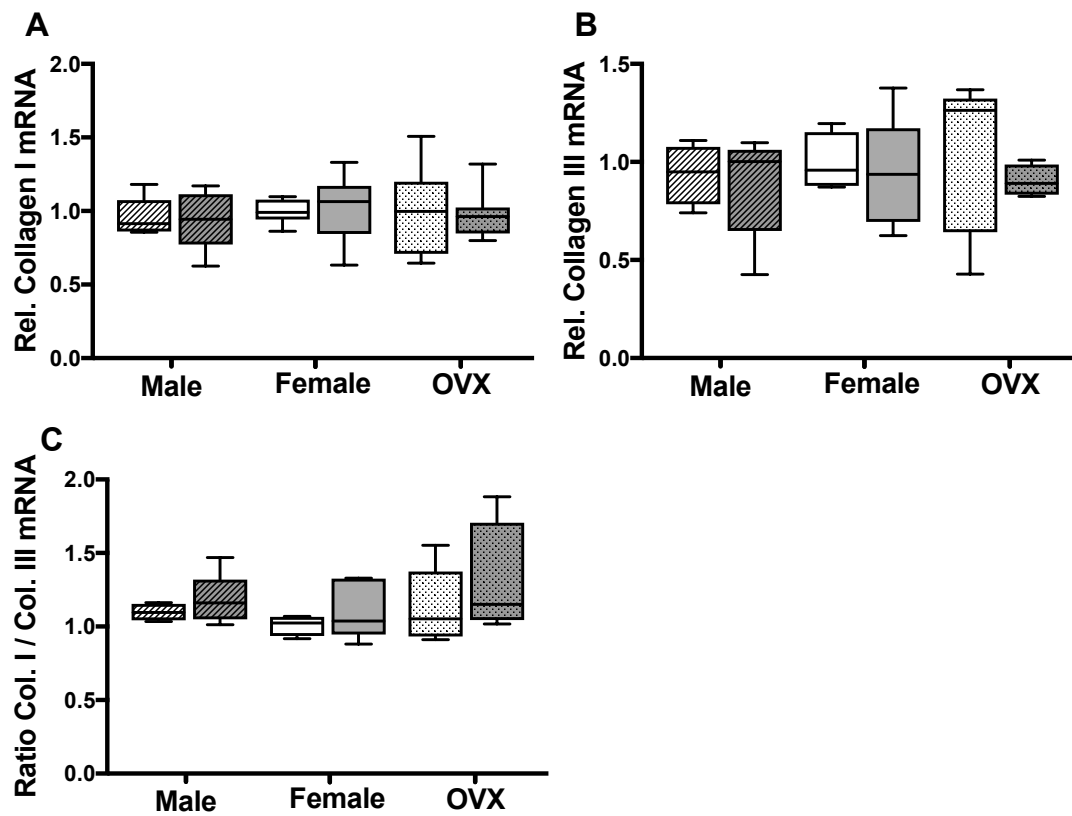 A
Rel. Collagen I mRNA
2.0
1.5
1.0
0.5
0.0
Male Female OVX
B
Rel. Collagen III mRNA
1.5
1.0
0.5
0.0
Male Female OVX
C
Ratio Col. I / Col. III mRNA
2.0
1.5
1.0
0.5
0.0
Male Female OVX